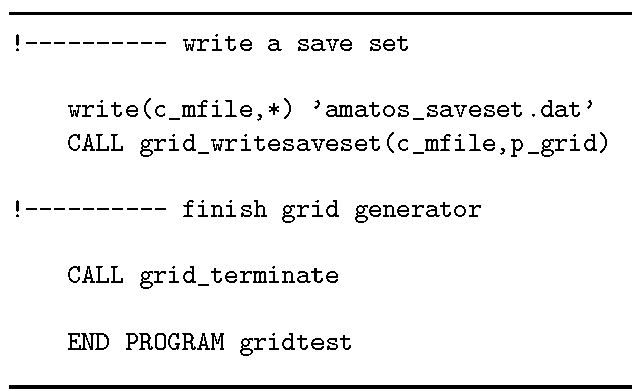 !---------- write a save set
write(c_mfile,*) 'amatos_saveset.dat'
CALL grid_writesaveset(c_mfile,p_grid)
!---------- finish grid generator
CALL grid_terminate
END PROGRAM gridtest